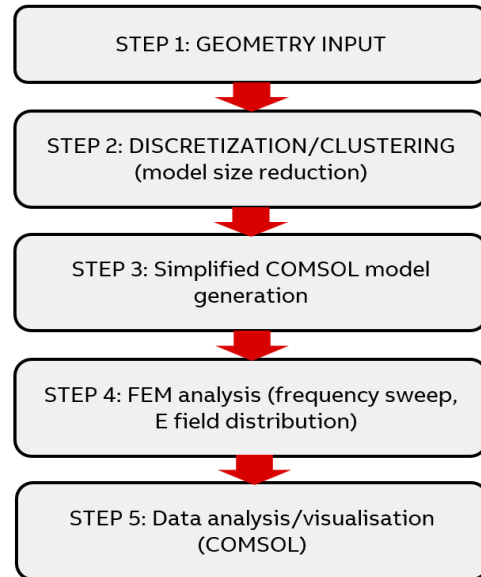 STEP 1: GEOMETRY INPUT
STEP 2: DISCRETIZATION/CLUSTERING
(model size reduction)
STEP 3: Simplified COMSOL model
generation
STEP 4: FEM analysis (frequency sweep,
E field distribution)
STEP 5: Data analysis/visualisation
(COMSOL)